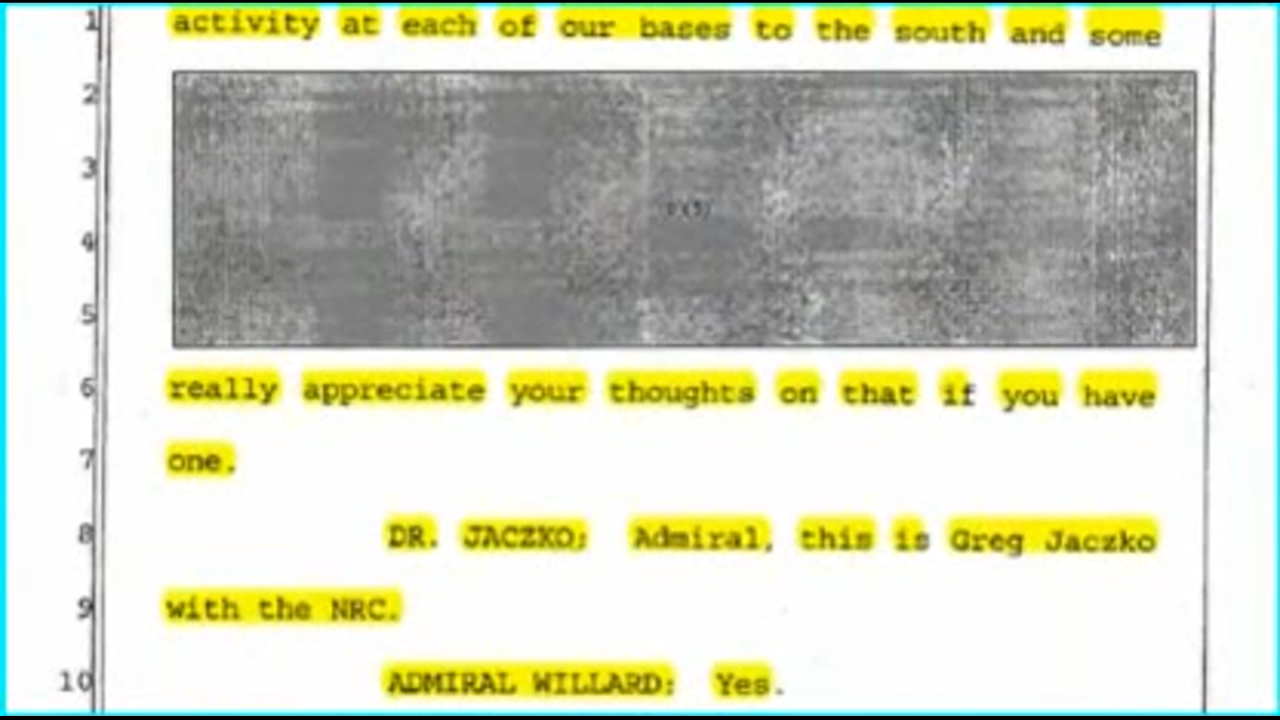 1 activity at each of our bases to the south and some
2
3
4
5
6 really appreciate your thoughts on that if you have
7 one.
8 DR. JACZKO: Admiral, this is Greg Jaczko
9 with the NRC.
10 ADMIRAL WILLARD: Yes.